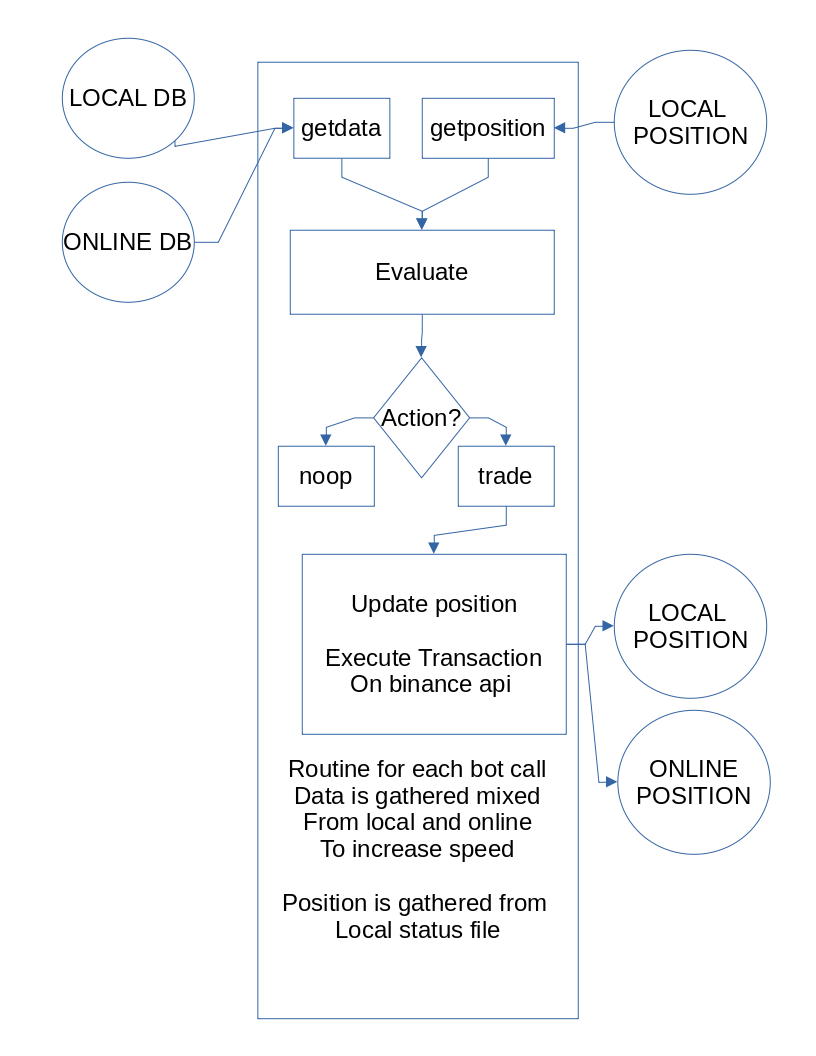 LOCAL DB
getdata
getposition
LOCAL
POSITION
ONLINE DB
Evaluate
Action?
noop
trade
Update position
Execute Transaction
On binance api
LOCAL
POSITION
ONLINE
POSITION
Routine for each bot call
Data is gathered mixed
From local and online
To increase speed
Position is gathered from
Local status file